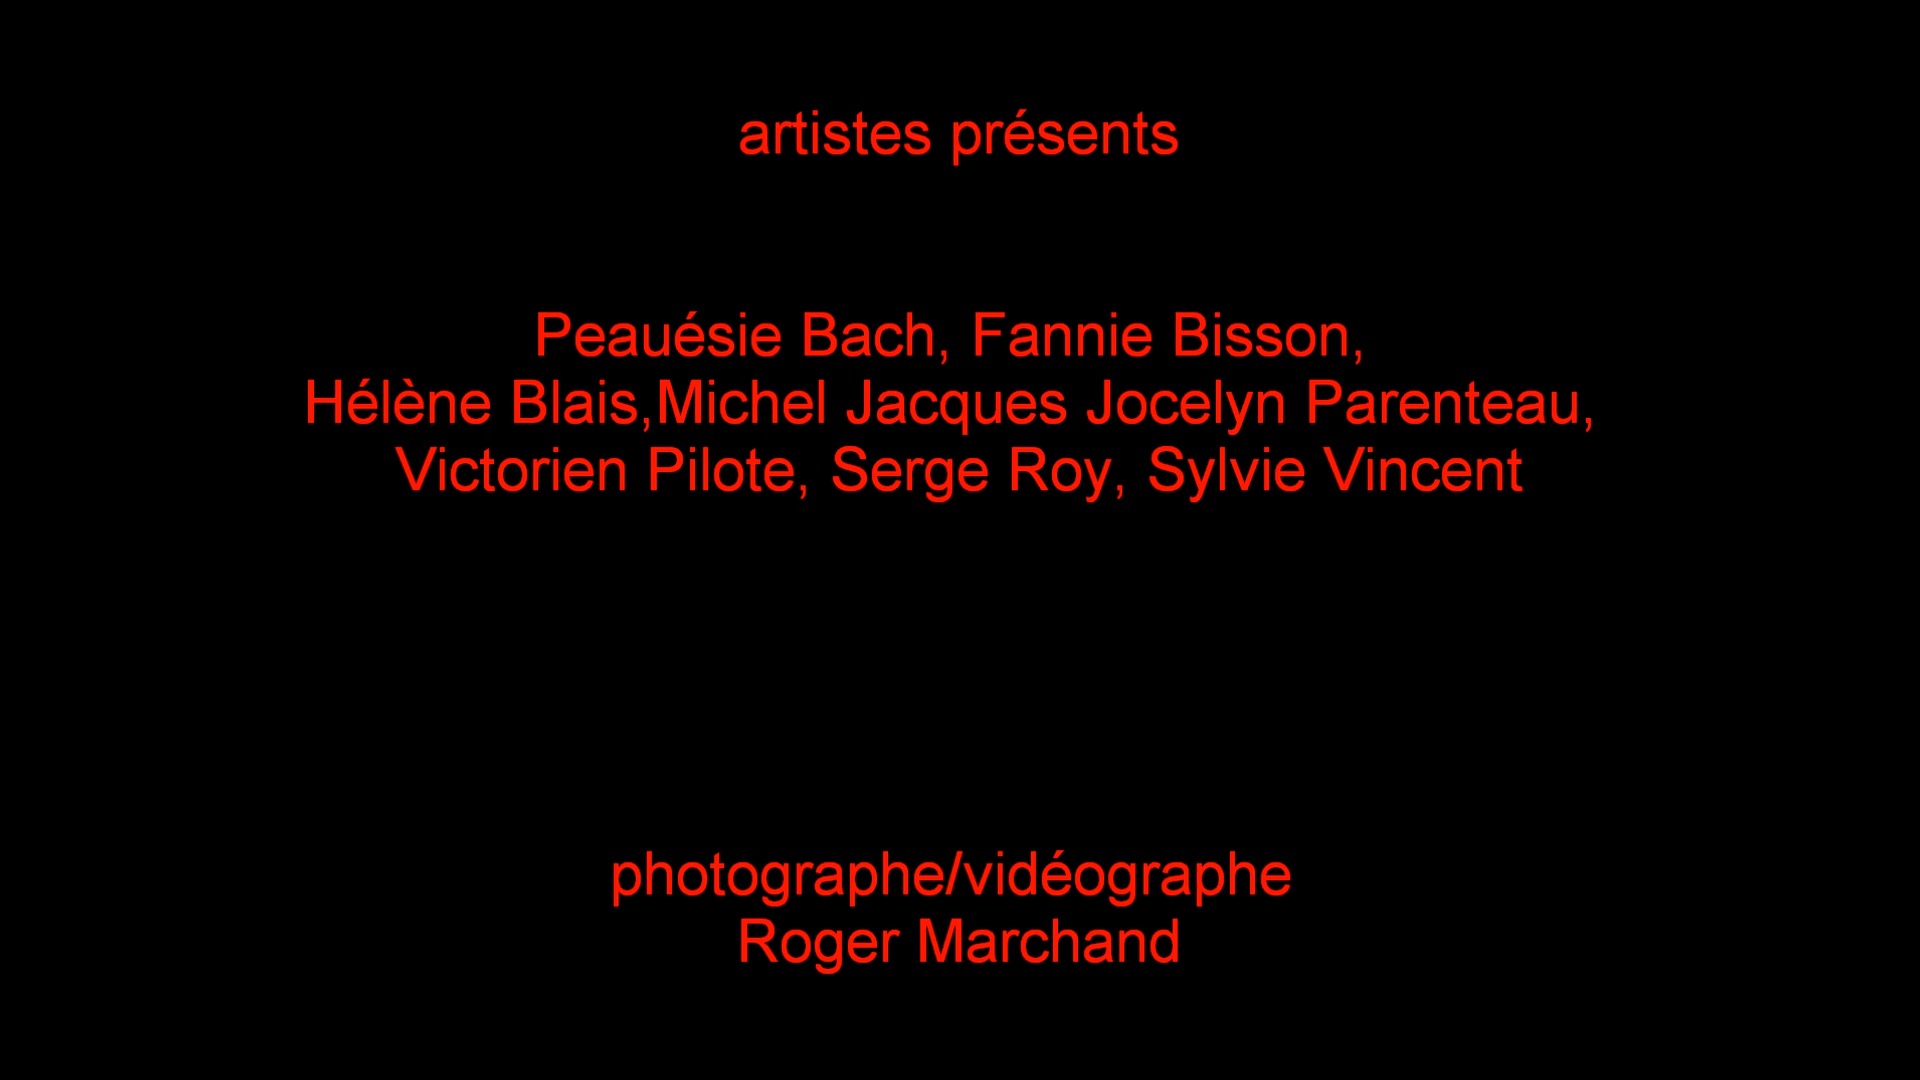 artistes présents
Peauésie Bach, Fannie Bisson,
Hélène Blais,Michel Jacques Jocelyn Parenteau,
Victorien Pilote, Serge Roy, Sylvie Vincent
photographe/vidéographe
Roger Marchand